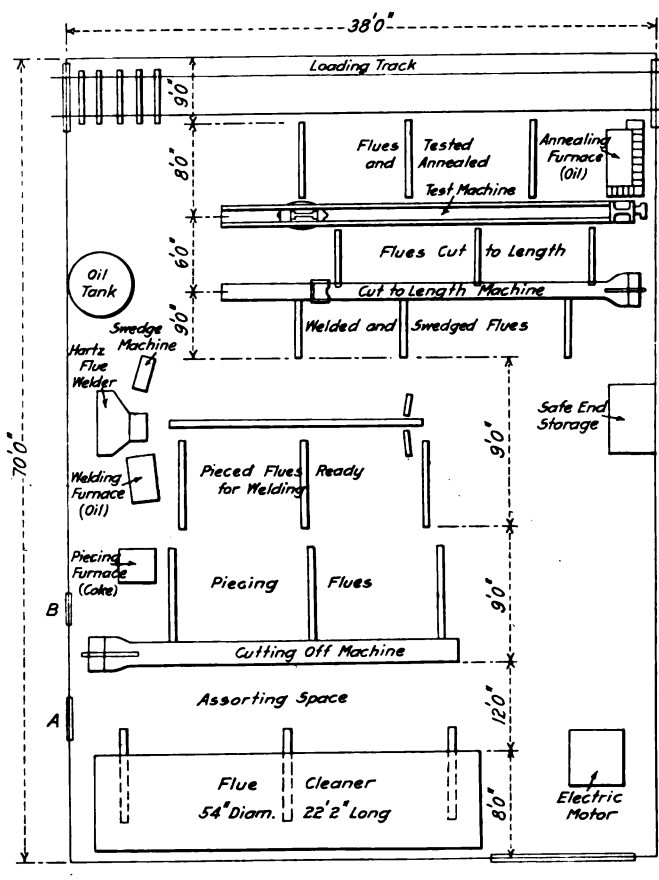 38'0"
Loading Track
9'0"
8'0"
Flues Tested
and Annealed
Annealing
Furnace
(Oil)
Test Machine
6'0"
Flues Cut to Length
Oil
Tank
Cut to Length Machine
9'0"
Welded and Swedged Flues
Swedge
Machine
Hartz
Flue
Welder
70'0"
9'0"
Safe End
Storage
Pieced Flues Ready
for Welding
Welding
Furnace
(Oil)
Piecing
Furnace
(Coke)
Piecing Flues
9'0"
B
Cutting Off Machine
Assorting Space
12'0"
A
Flue Cleaner
54"Diam. 22'2"Long
8'0"
Electric
Motor